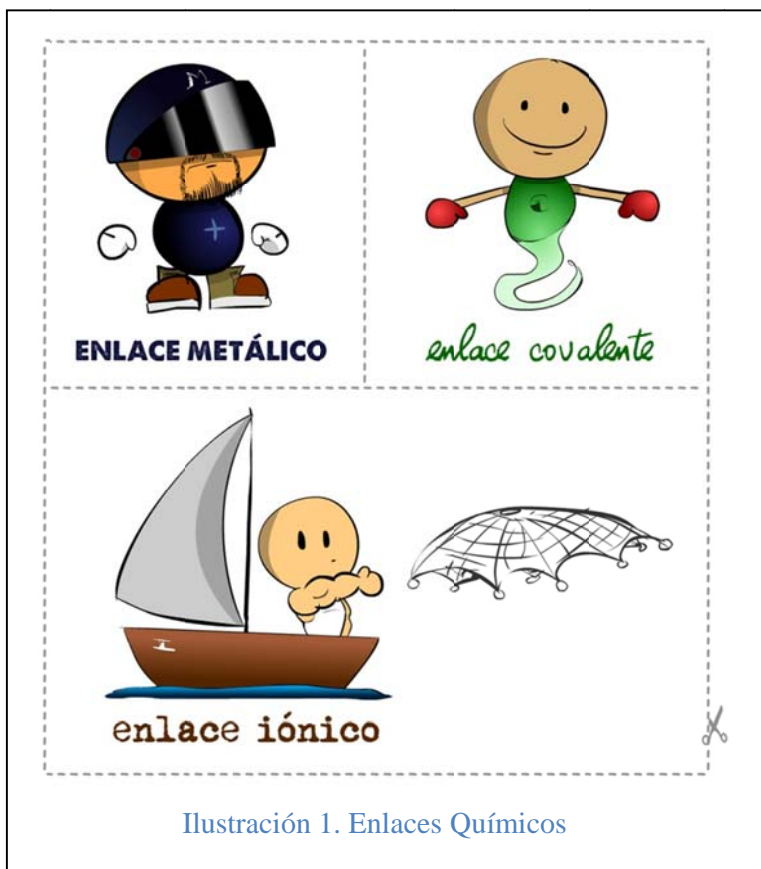 M
+
ENLACE METÁLICO
enlace covalente
enlace iónico
Ilustración 1. Enlaces Químicos